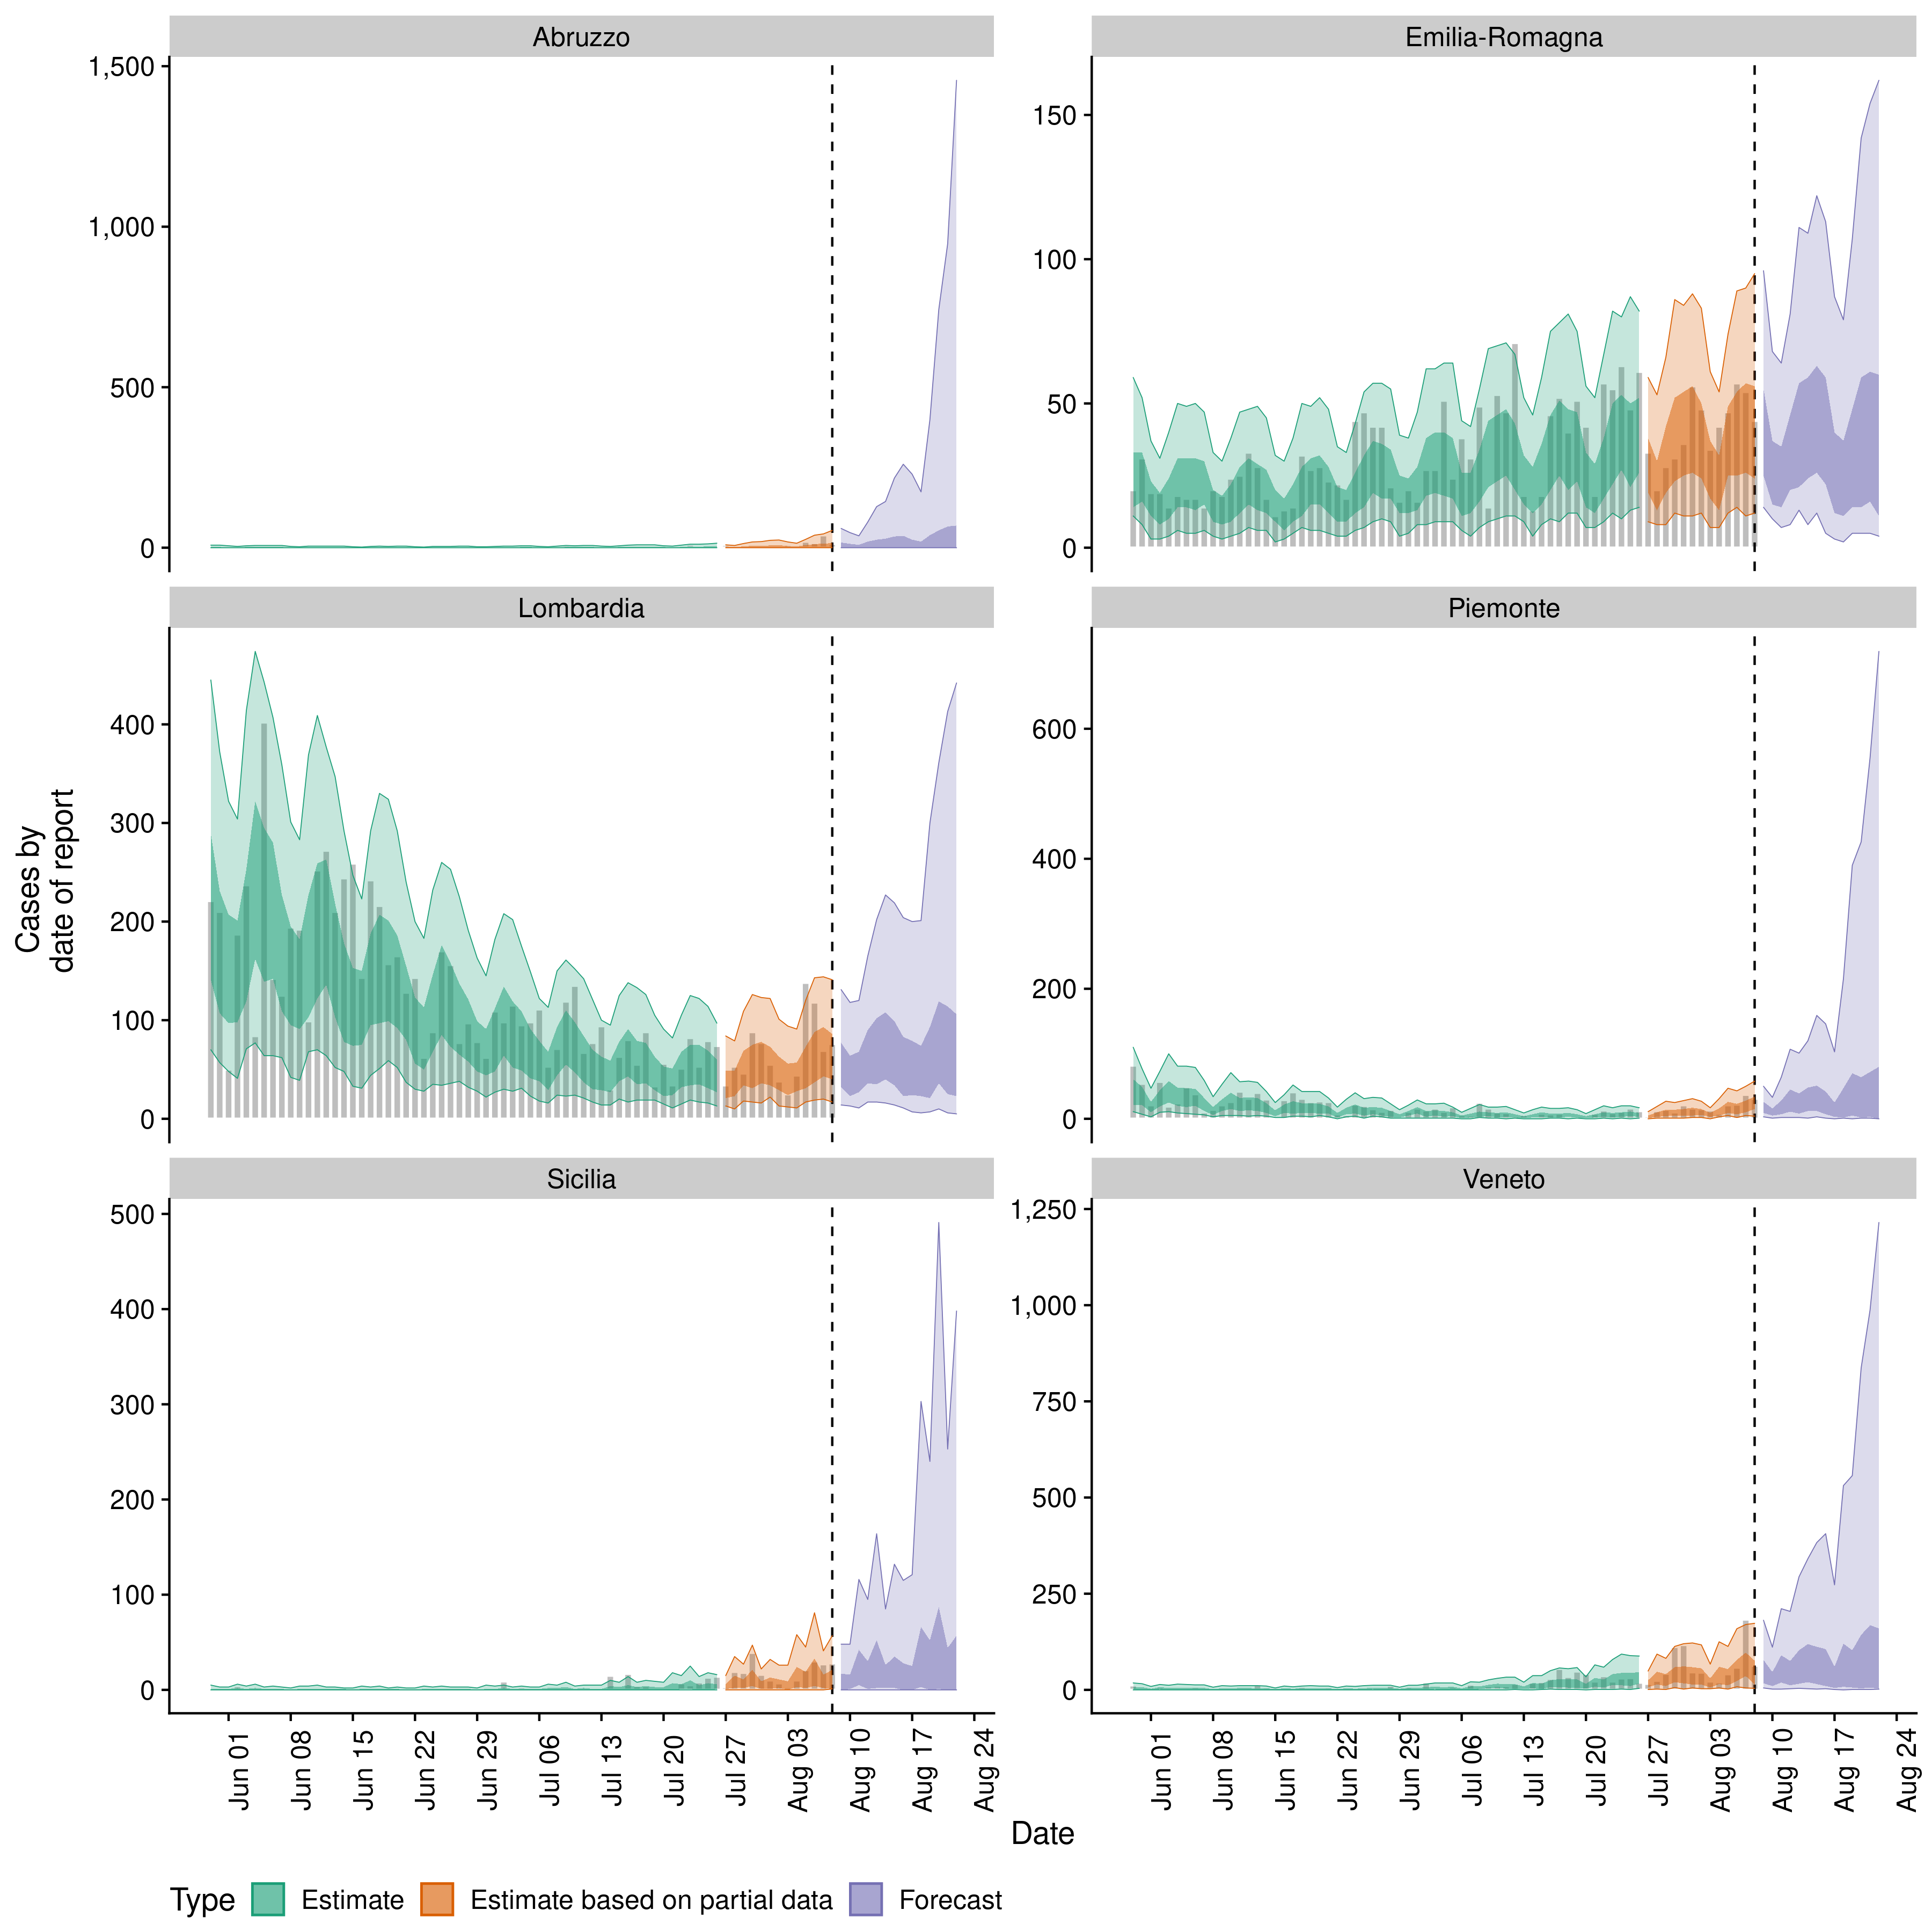 Abruzzo
Emilia-Romagna
1,500
1,000
500
0
150
100
50
0
Lombardia
Piemonte
400
300
200
100
0
600
400
200
0
Sicilia
Veneto
500
400
300
200
100
0
1,250
1,000
750
500
250
0
Cases by
date of report
Jun 01
Jun 08
Jun 15
Jun 22
Jun 29
Jul 06
Jul 13
Jul 20
Jul 27
Aug 03
Aug 10
Aug 17
Aug 24
Jun 01
Jun 08
Jun 15
Jun 22
Jun 29
Jul 06
Jul 13
Jul 20
Jul 27
Aug 03
Aug 10
Aug 17
Aug 24
Date
Type Estimate Estimate based on partial data Forecast